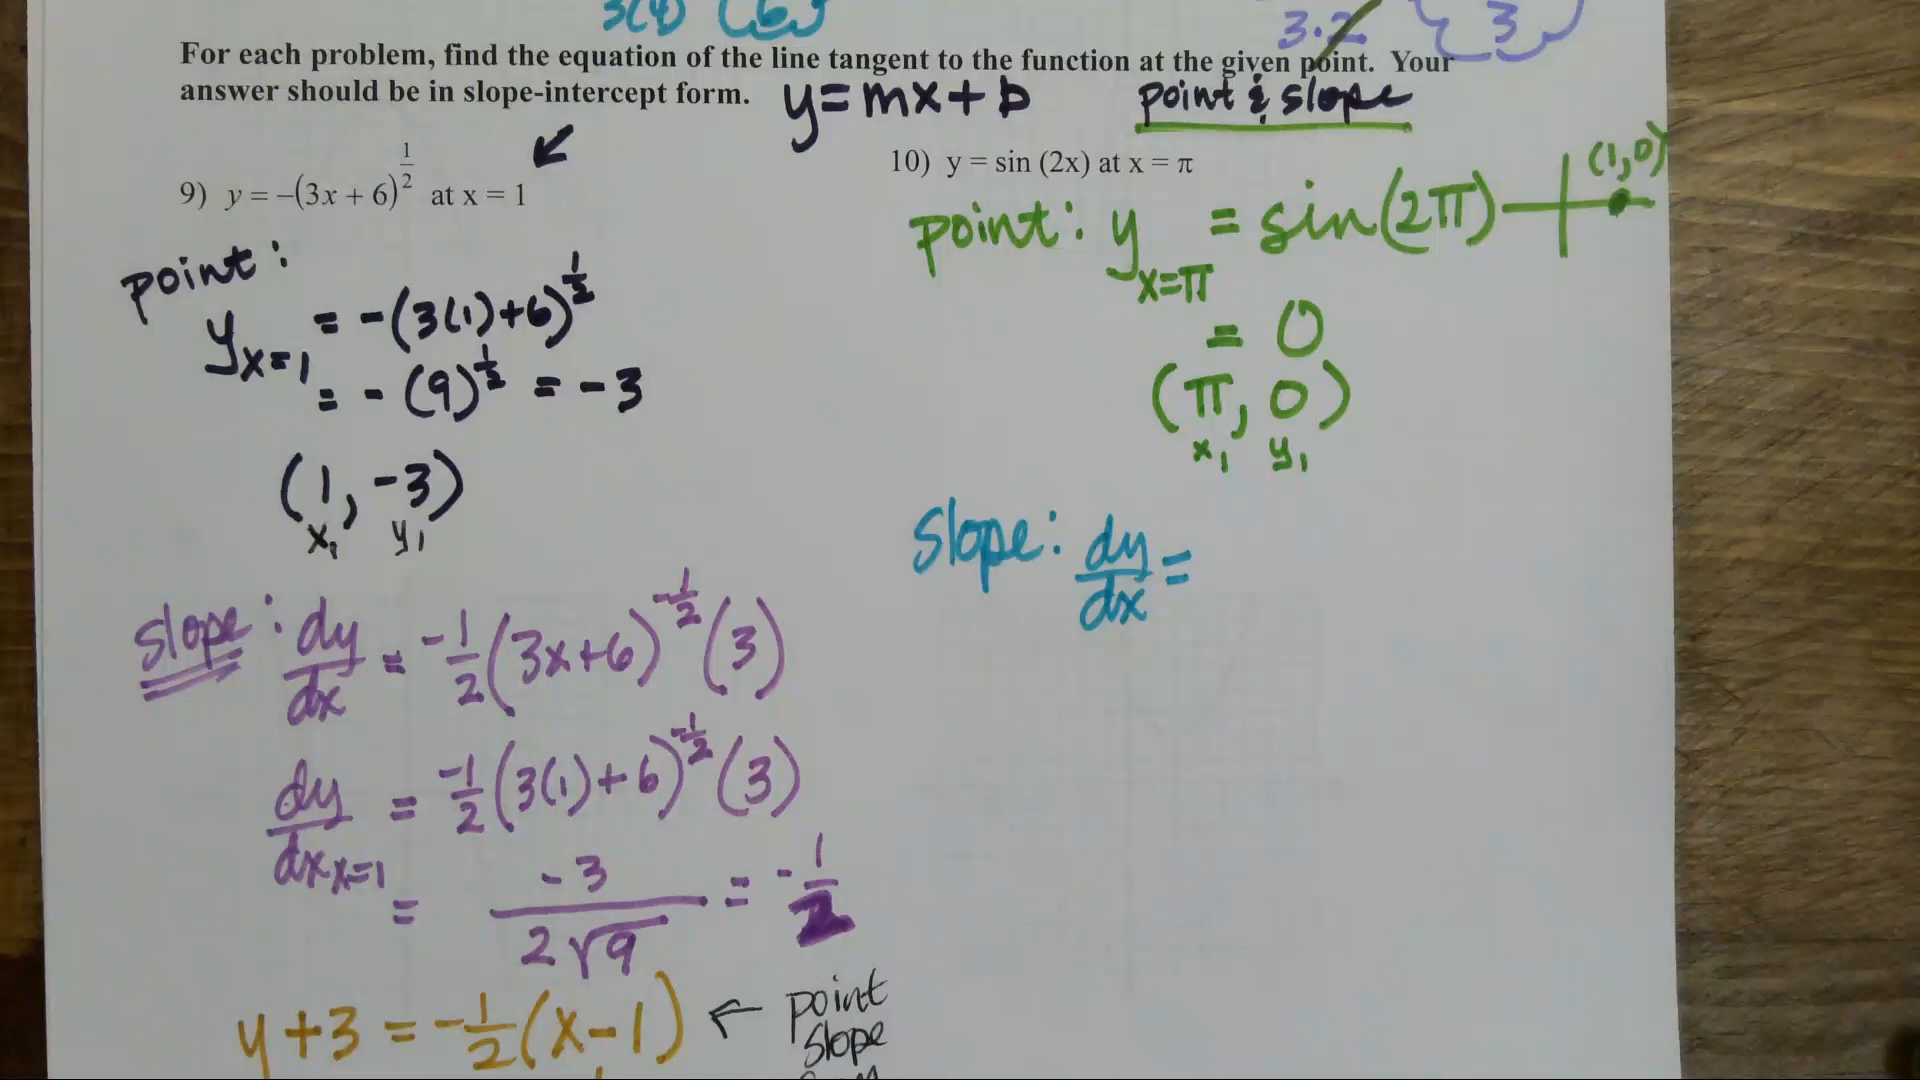 3(4) (6)
3·2 3
For each problem, find the equation of the line tangent to the function at the given point. Your
answer should be in slope-intercept form. y=mx+b point & slope
9) y = –(3x + 6)^(1/2) at x = 1
point:
y x=1 = -(3(1)+6)^(1/2)
= -(9)^(1/2) = -3
(1, -3)
x₁ y₁
slope: dy/dx = -1/2(3x+6)^(-1/2)(3)
dy/dx x=1 = -1/2(3(1)+6)^(-1/2)(3)
= -3/(2√9) = -1/2
y+3 = -1/2(x-1) ← point
slope
10) y = sin (2x) at x = π
(1,0)
point: y x=π = sin(2π)
= 0
(π, 0)
x₁ y₁
slope: dy/dx =